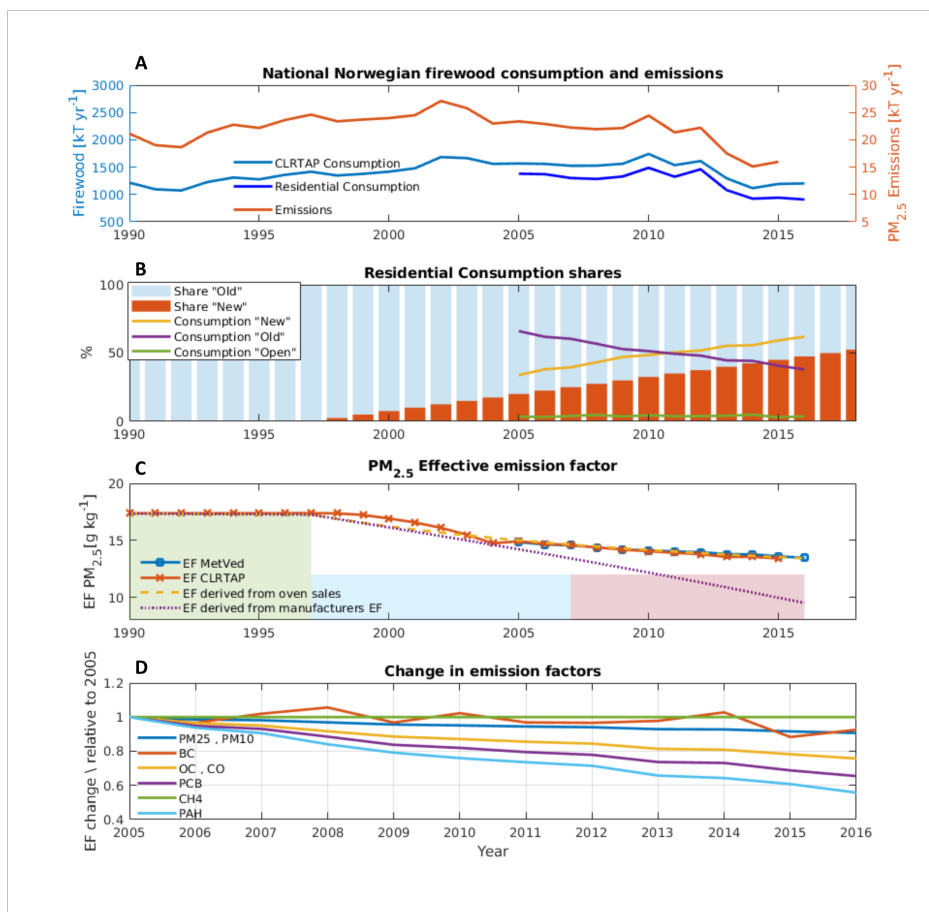 A
National Norwegian firewood consumption and emissions
Firewood [kT yr-1]
PM2.5 Emissions [kT yr-1]
3000
2500
2000
1500
1000
500
30
25
20
15
10
5
CLRTAP Consumption
Residential Consumption
Emissions
1990 1995 2000 2005 2010 2015
B
Residential Consumption shares
%
100
50
0
Share "Old"
Share "New"
Consumption "New"
Consumption "Old"
Consumption "Open"
1990 1995 2000 2005 2010 2015
C
PM2.5 Effective emission factor
EF PM2.5[g kg-1]
20
15
10
EF MetVed
EF CLRTAP
EF derived from oven sales
EF derived from manufacturers EF
1990 1995 2000 2005 2010 2015
D
Change in emission factors
EF change \ relative to 2005
1.2
1
0.8
0.6
0.4
PM25 , PM10
BC
OC , CO
PCB
CH4
PAH
2005 2006 2007 2008 2009 2010 2011 2012 2013 2014 2015 2016
Year